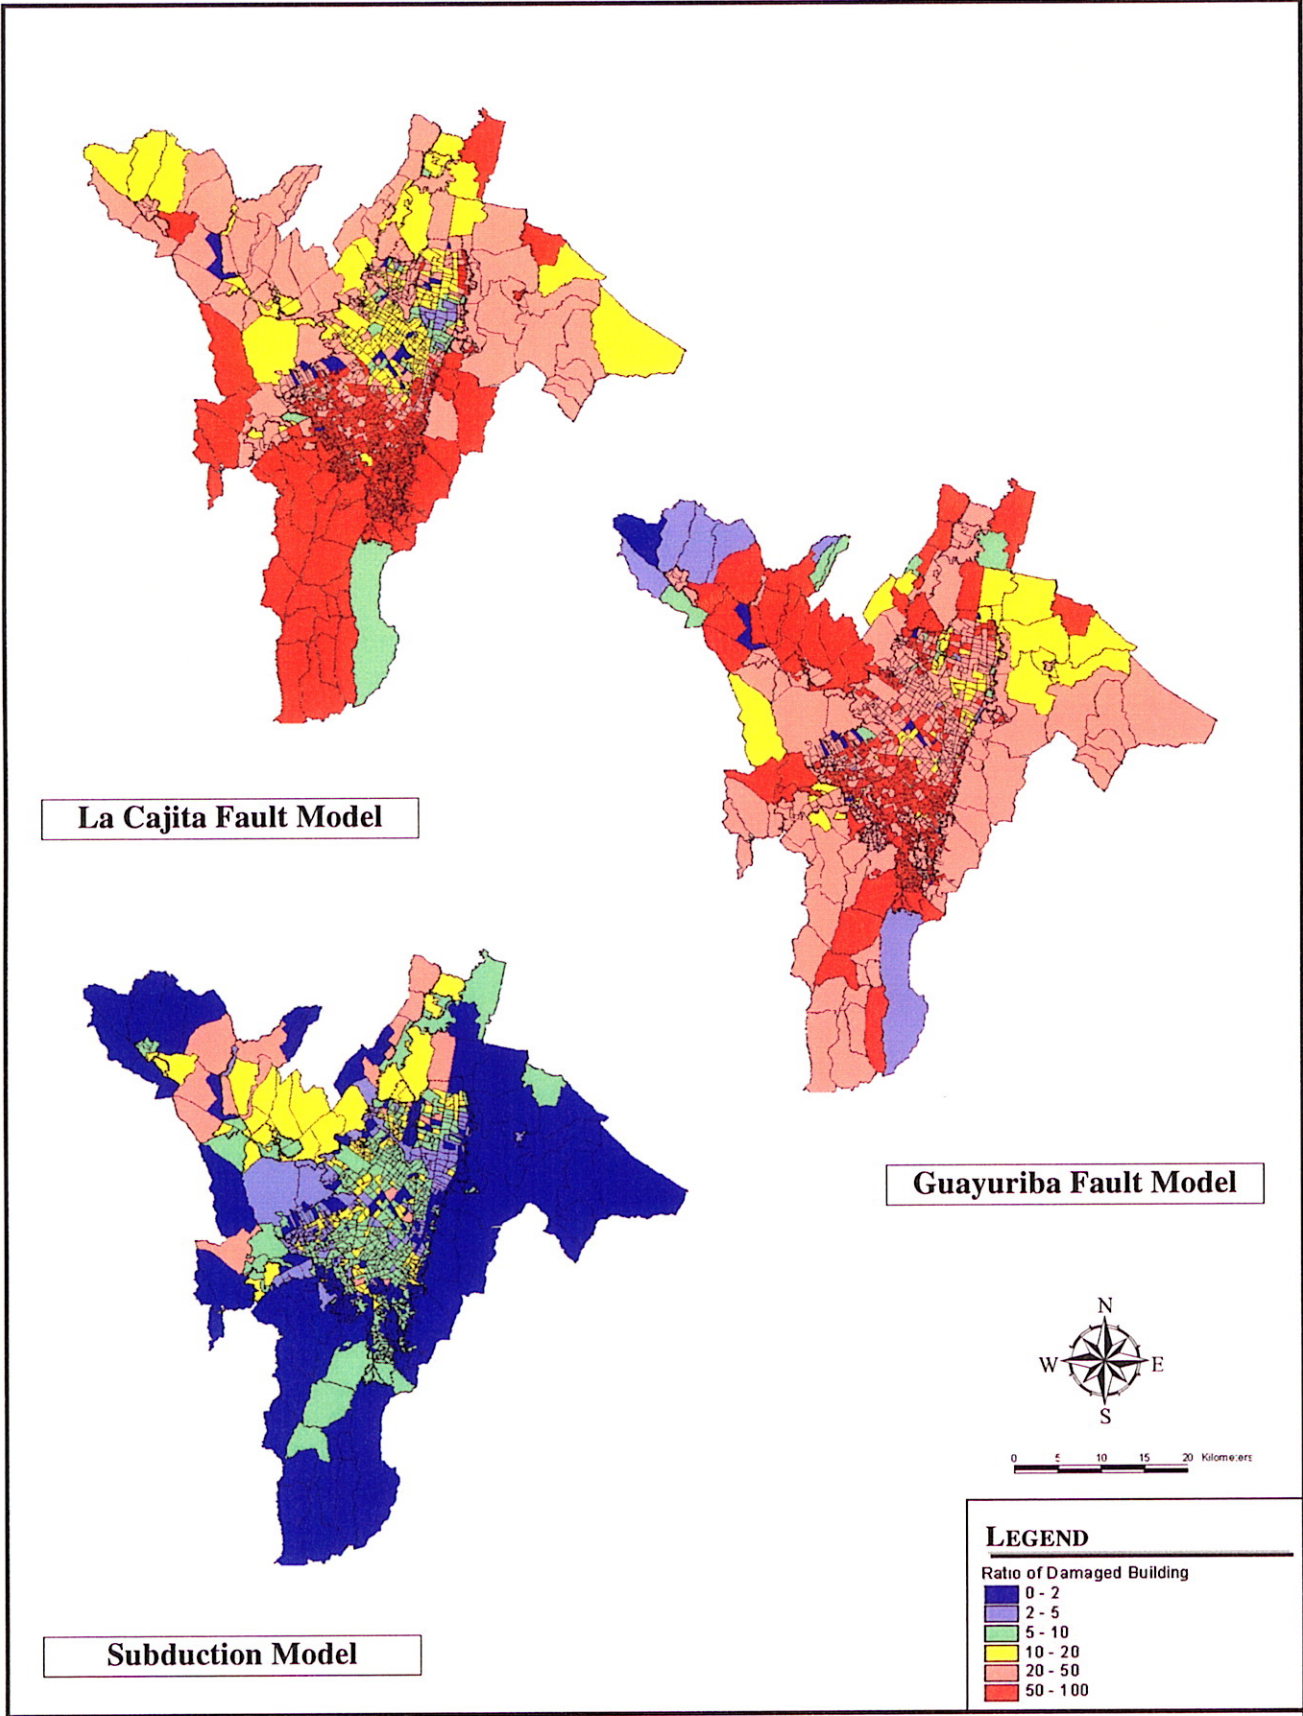 La Cajita Fault Model
Guayuriba Fault Model
N
W E
S
0 5 10 15 20 Kilometers
LEGEND
Ratio of Damaged Building
0 - 2
2 - 5
5 - 10
10 - 20
20 - 50
50 - 100
Subduction Model